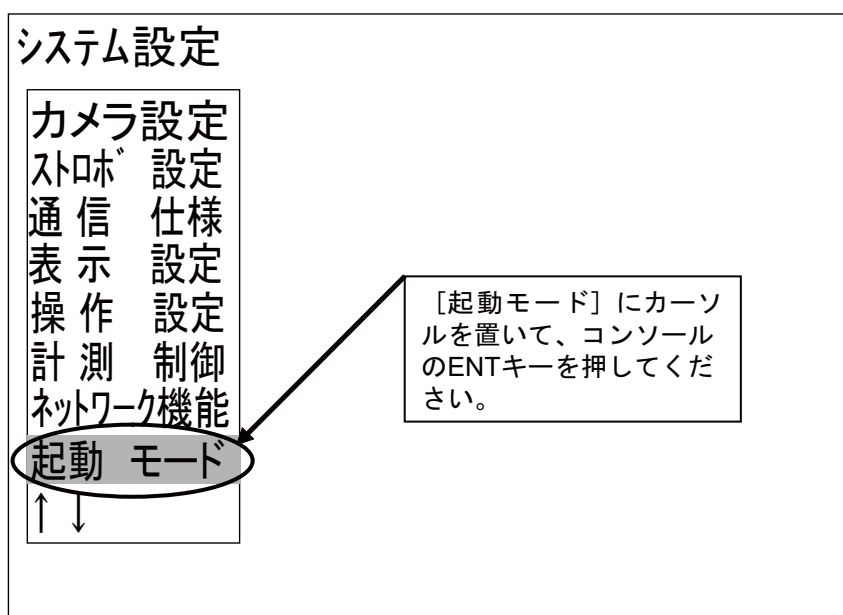 システム設定
カメラ設定
ｽﾄﾛﾎﾞ 設定
通 信 仕様
表 示 設定
操 作 設定
計 測 制御
ﾈｯﾄﾜｰｸ機能
起動 モード
↑ ↓
［起動モード］にカーソ
ルを置いて、コンソール
のENTキーを押してくだ
さい。